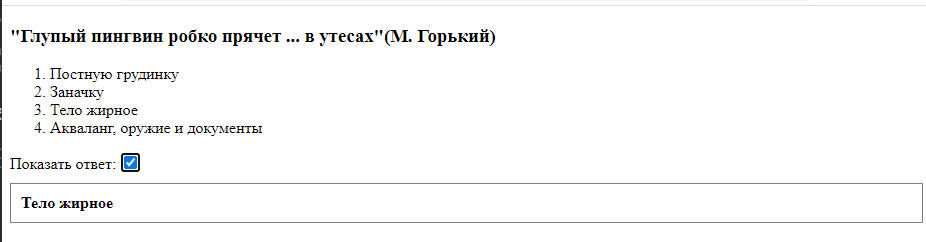 "Глупый пингвин робко прячет ... в утесах"(М. Горький)
1. Постную грудинку
2. Заначку
3. Тело жирное
4. Акваланг, оружие и документы
Показать ответ:
Тело жирное